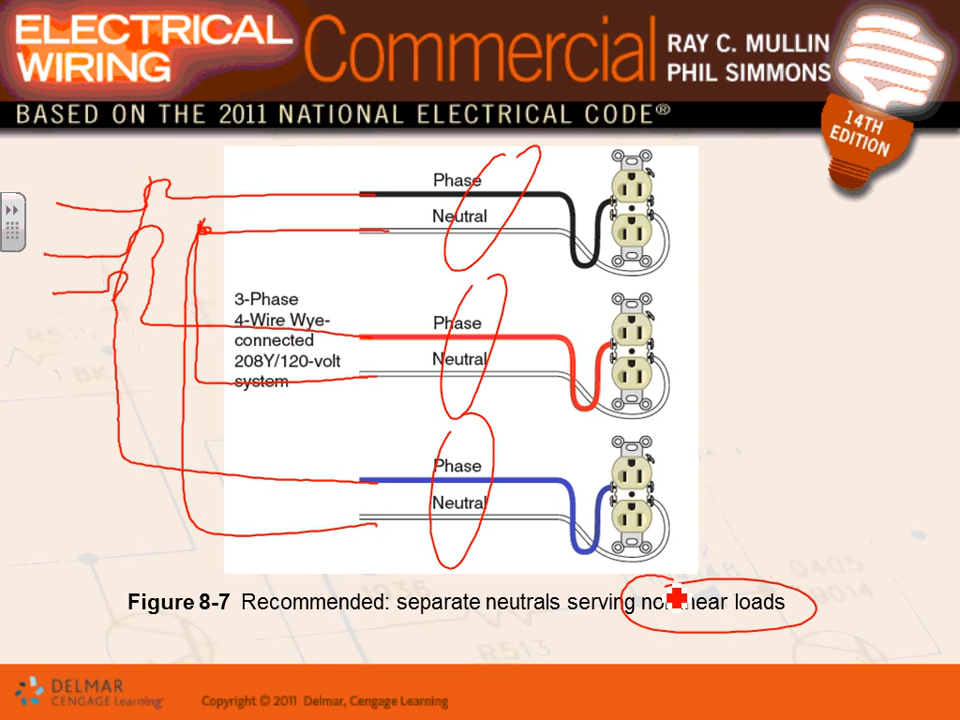 ELECTRICAL
WIRING
Commercial
RAY C. MULLIN
PHIL SIMMONS
BASED ON THE 2011 NATIONAL ELECTRICAL CODE®
14TH
EDITION
Phase
Neutral
3-Phase
4-Wire Wye-
connected
208Y/120-volt
system
Phase
Neutral
Phase
Neutral
Figure 8-7 Recommended: separate neutrals serving loads
R513
DELMAR
CENGAGE Learning
Copyright © 2011 Delmar, Cengage Learning